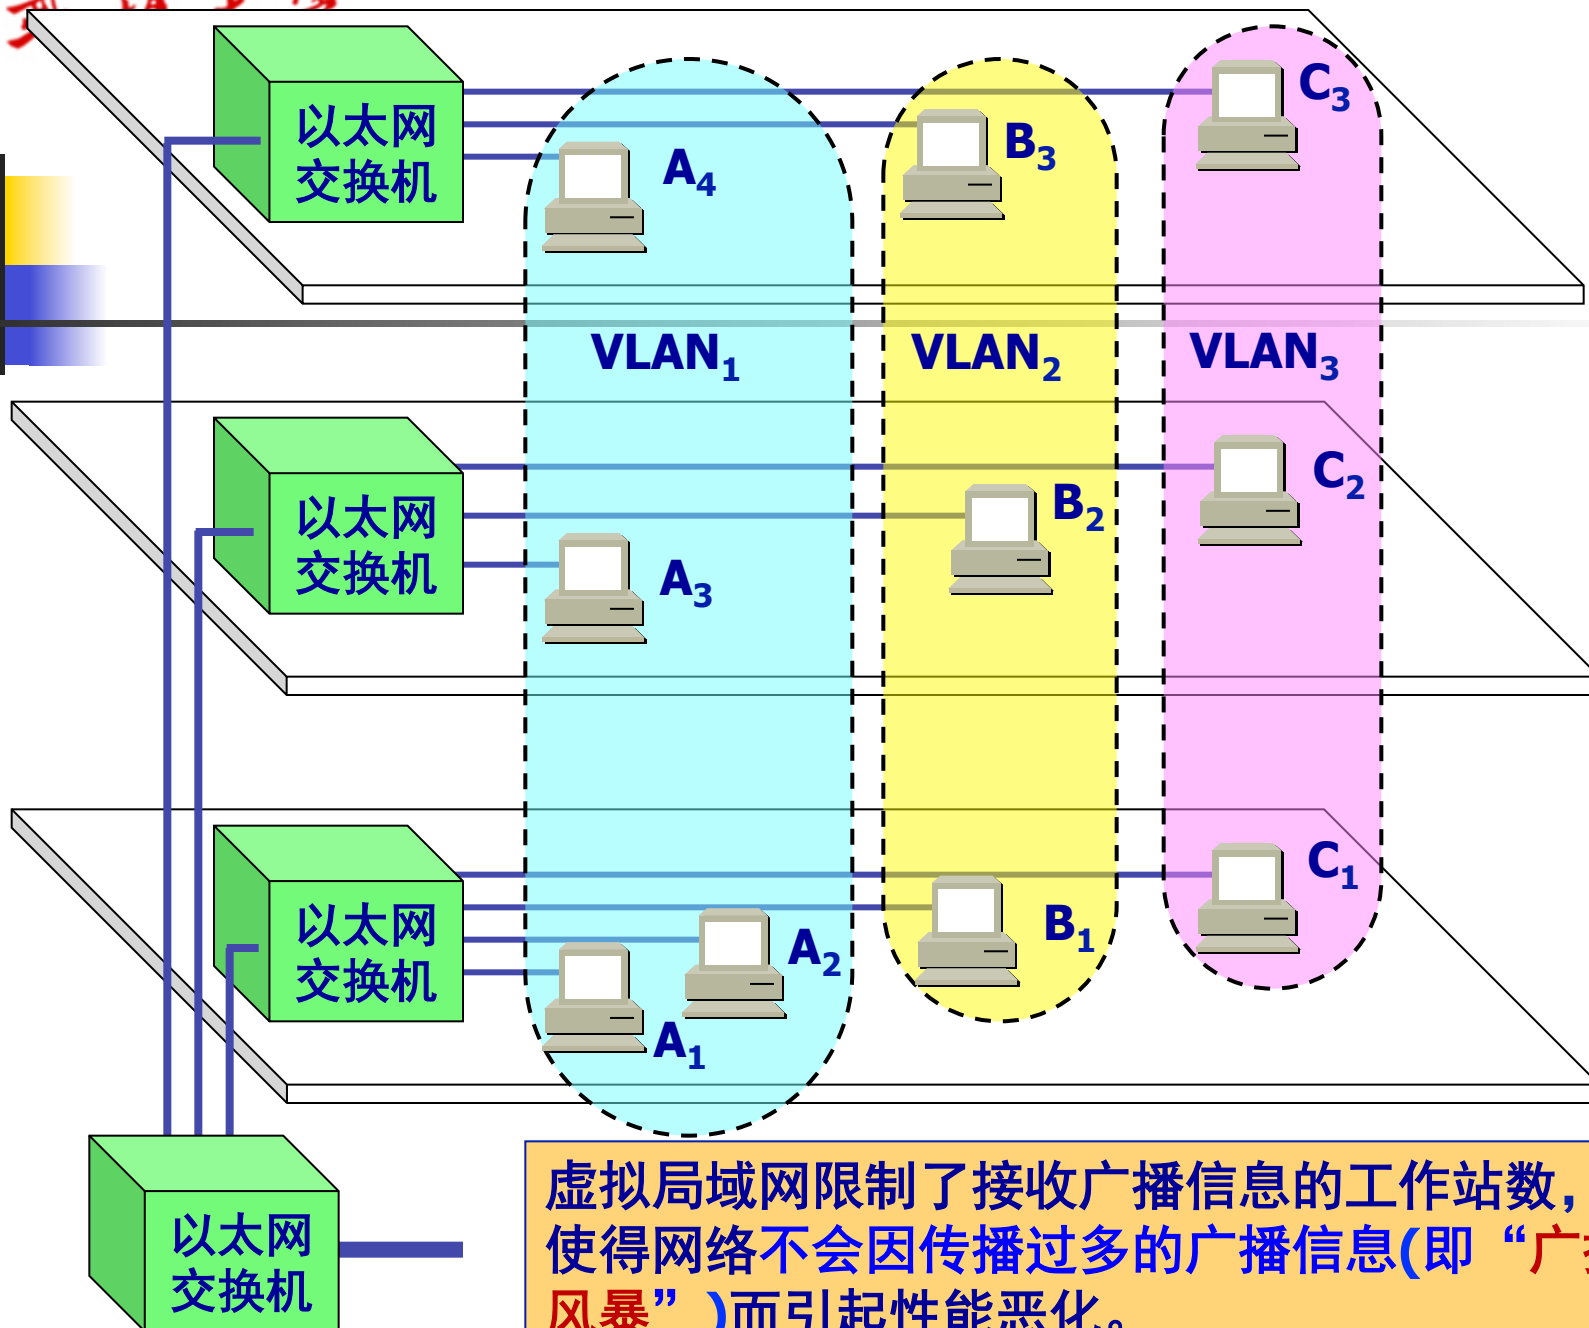 以太网
交换机
A4
B3
C3
VLAN1
VLAN2
VLAN3
以太网
交换机
A3
B2
C2
以太网
交换机
A1
A2
B1
C1
以太网
交换机
虚拟局域网限制了接收广播信息的工作站数，
使得网络不会因传播过多的广播信息(即“广
风暴”)而引起性能恶化。